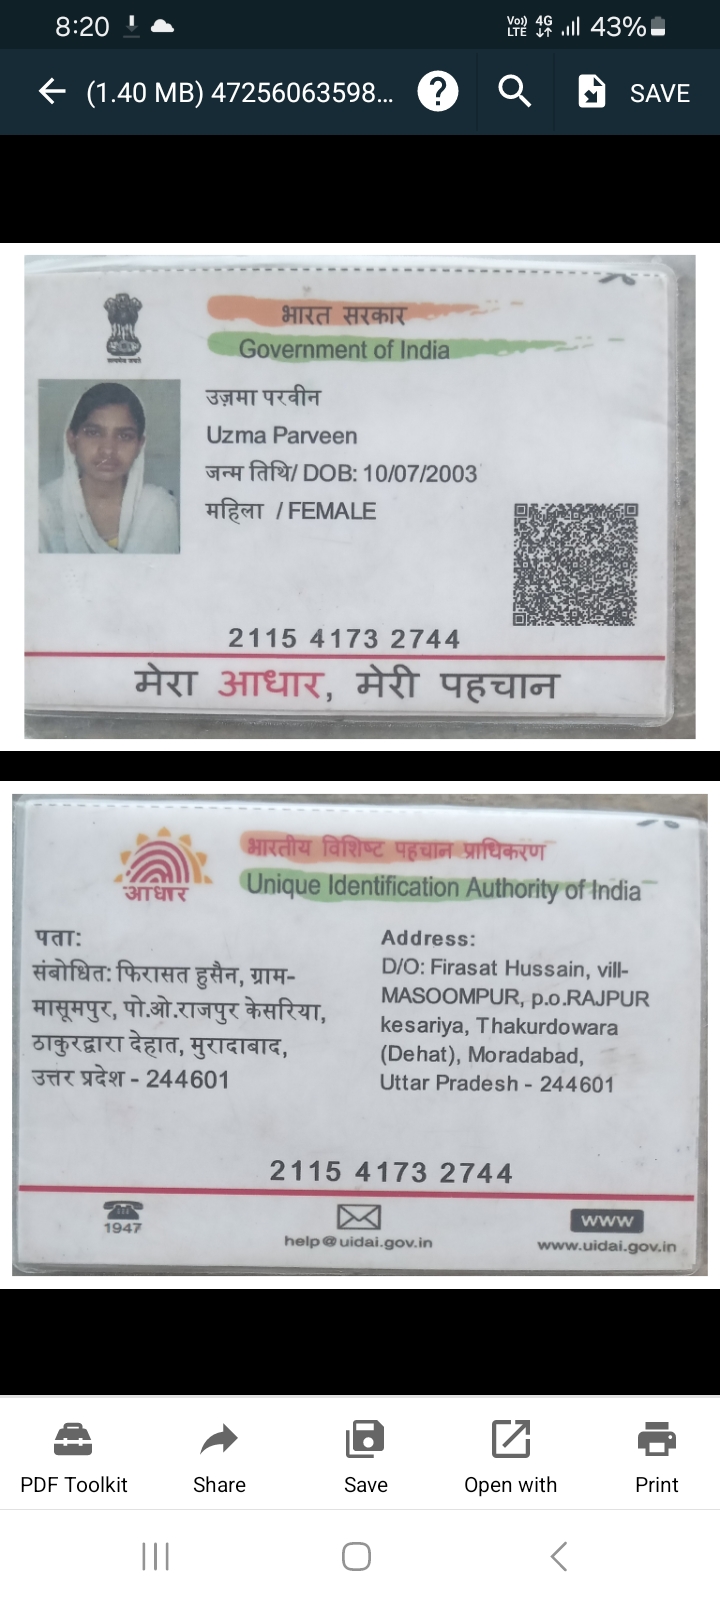 8:20
Vo)) LTE 4G 43%
(1.40 MB) 47256063598...
SAVE
भारत सरकार
Government of India
उज़मा परवीन
Uzma Parveen
जन्म तिथि/ DOB: 10/07/2003
महिला / FEMALE
2115 4173 2744
मेरा आधार, मेरी पहचान
भारतीय विशिष्ट पहचान प्राधिकरण
Unique Identification Authority of India
आधार
पता:
संबोधित: फिरासत हुसैन, ग्राम-
मासूमपुर, पो.ओ.राजपुर केसरिया,
ठाकुरद्वारा देहात, मुरादाबाद,
उत्तर प्रदेश - 244601
Address:
D/O: Firasat Hussain, vill-
MASOOMPUR, p.o.RAJPUR
kesariya, Thakurdowara
(Dehat), Moradabad,
Uttar Pradesh - 244601
2115 4173 2744
1947
help@uidai.gov.in
www
www.uidai.gov.in
PDF Toolkit
Share
Save
Open with
Print